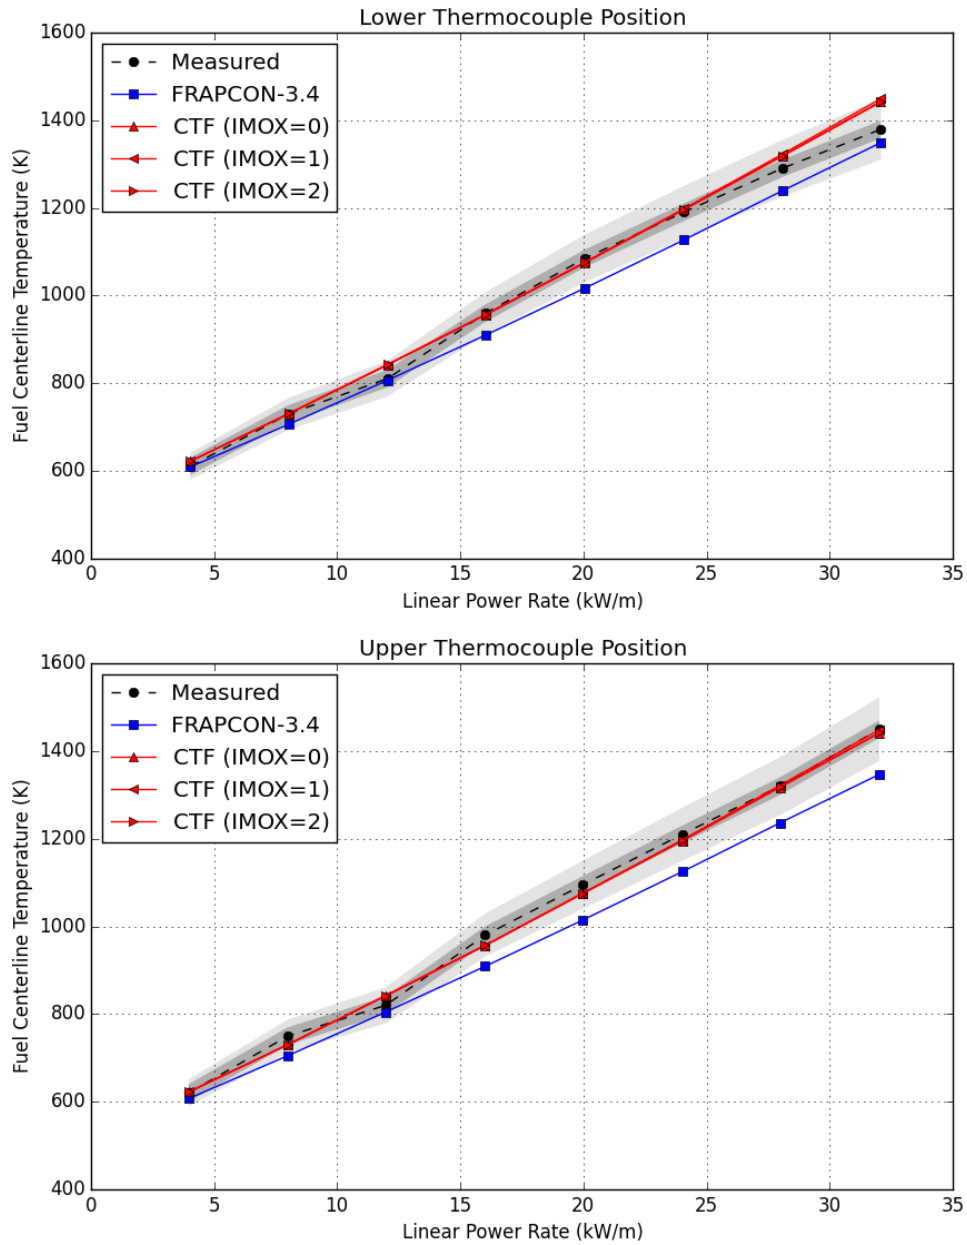 Lower Thermocouple Position
1600
1400
1200
1000
800
600
400
Fuel Centerline Temperature (K)
Measured
FRAPCON-3.4
CTF (IMOX=0)
CTF (IMOX=1)
CTF (IMOX=2)
0 5 10 15 20 25 30 35
Linear Power Rate (kW/m)
Upper Thermocouple Position
1600
1400
1200
1000
800
600
400
Fuel Centerline Temperature (K)
Measured
FRAPCON-3.4
CTF (IMOX=0)
CTF (IMOX=1)
CTF (IMOX=2)
0 5 10 15 20 25 30 35
Linear Power Rate (kW/m)